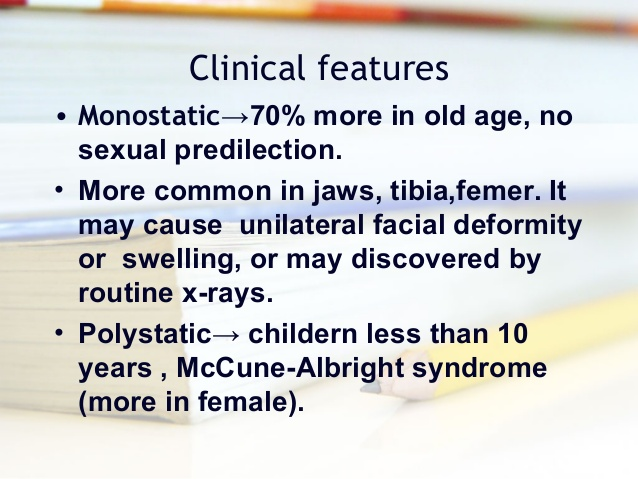 Clinical features
• Monostatic→70% more in old age, no
sexual predilection.
• More common in jaws, tibia,femer. It
may cause  unilateral facial deformity
or  swelling, or may discovered by
routine x-rays.
• Polystatic→ childern less than 10
years , McCune-Albright syndrome
(more in female).